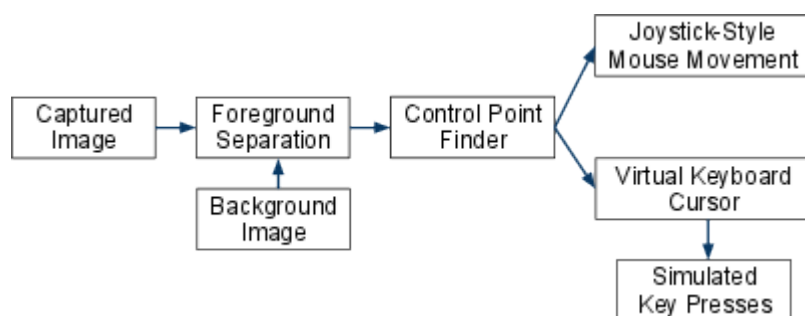 Joystick-Style
Mouse Movement
Captured
Image
Foreground
Separation
Control Point
Finder
Background
Image
Virtual Keyboard
Cursor
Simulated
Key Presses